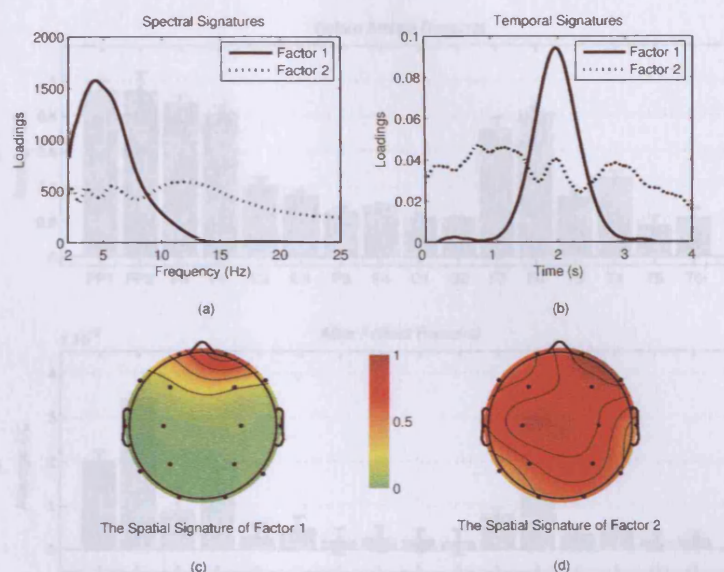 Spectral Signatures
2000
1500
1000
500
0
Loadings
Factor 1
Factor 2
2 5 10 15 20 25
Frequency (Hz)
(a)
Temporal Signatures
0.1
0.08
0.06
0.04
0.02
0
Loadings
Factor 1
Factor 2
0 1 2 3 4
Time (s)
(b)
1
0.5
0
The Spatial Signature of Factor 1
(c)
The Spatial Signature of Factor 2
(d)